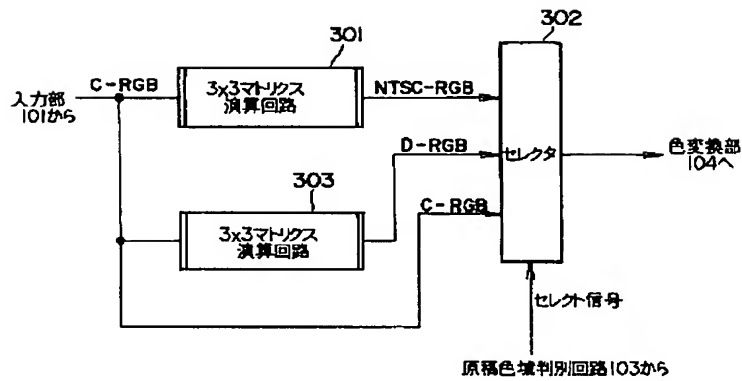 301
302
C-RGB
3x3マトリクス
演算回路
NTSC-RGB
入力部
101から
D-RGB
セレクタ
色変換部
104へ
303
C-RGB
3x3マトリクス
演算回路
セレクト信号
原稿色域判別回路103から